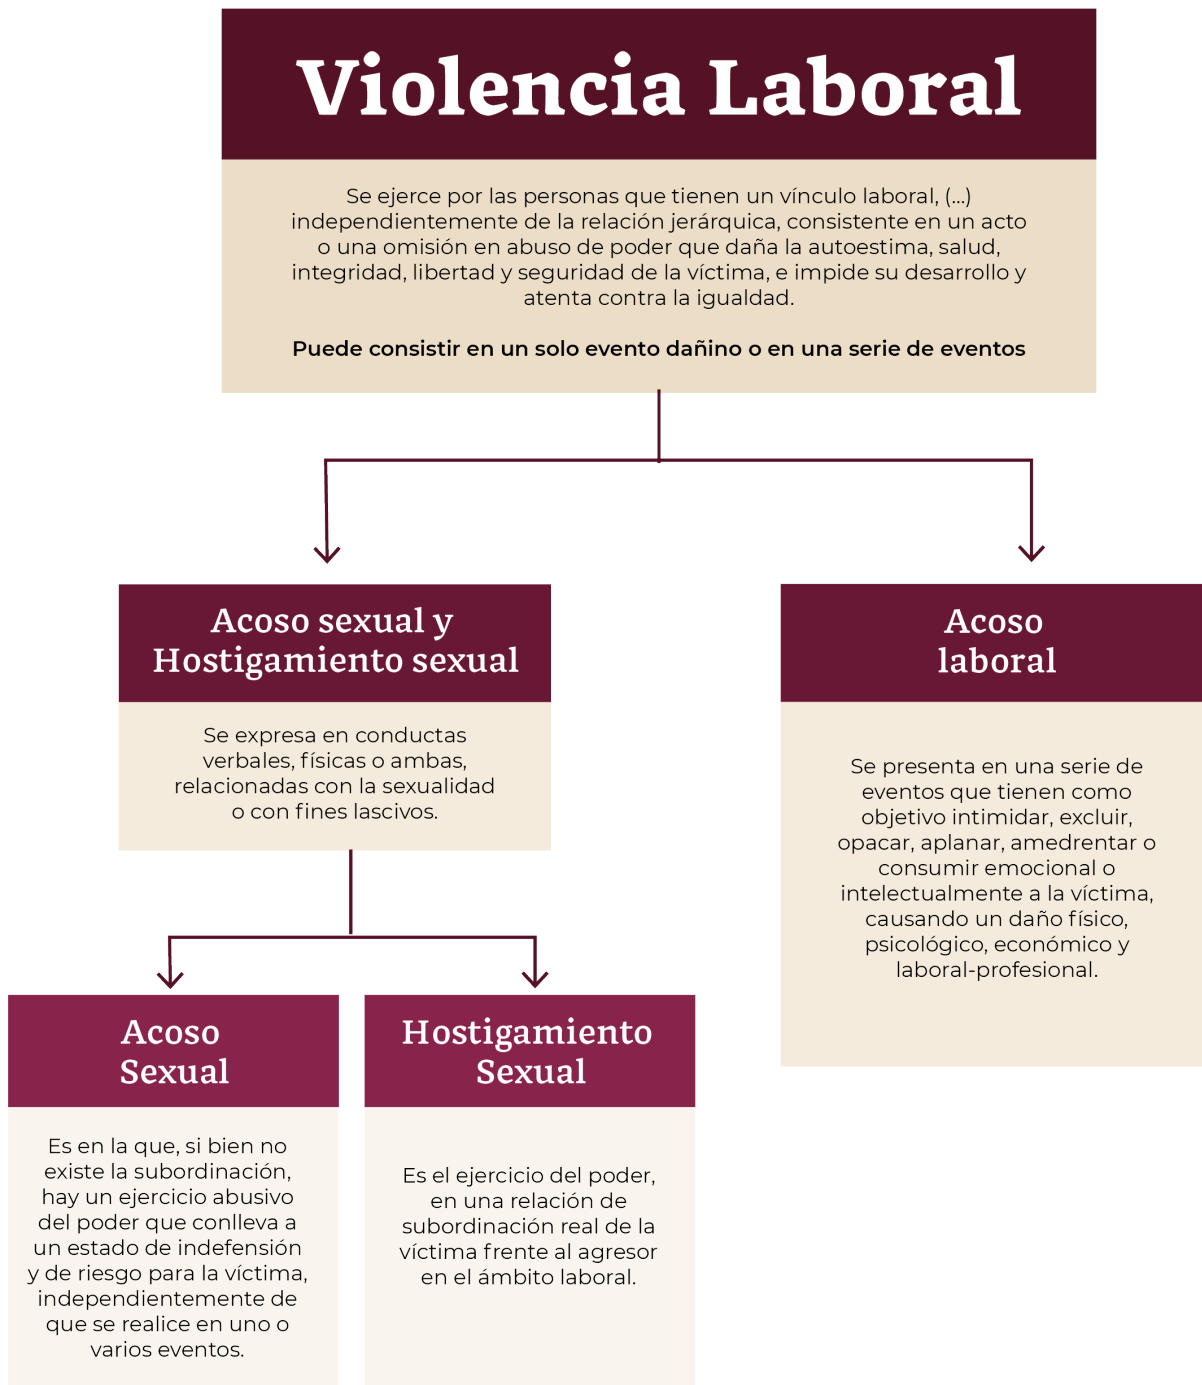 Violencia Laboral
Se ejerce por las personas que tienen un vínculo laboral, (...)
independientemente de la relación jerárquica, consistente en un acto
o una omisión en abuso de poder que daña la autoestima, salud,
integridad, libertad y seguridad de la víctima, e impide su desarrollo y
atenta contra la igualdad.
Puede consistir en un solo evento dañino o en una serie de eventos
Acoso sexual y
Hostigamiento sexual
Se expresa en conductas
verbales, físicas o ambas,
relacionadas con la sexualidad
o con fines lascivos.
Acoso
laboral
Se presenta en una serie de
eventos que tienen como
objetivo intimidar, excluir,
opacar, aplanar, amedrentar o
consumir emocional o
intelectualmente a la víctima,
causando un daño físico,
psicológico, económico y
laboral-profesional.
Acoso
Sexual
Es en la que, si bien no
existe la subordinación,
hay un ejercicio abusivo
del poder que conlleva a
un estado de indefensión
y de riesgo para la víctima,
independientemente de
que se realice en uno o
varios eventos.
Hostigamiento
Sexual
Es el ejercicio del poder,
en una relación de
subordinación real de la
víctima frente al agresor
en el ámbito laboral.